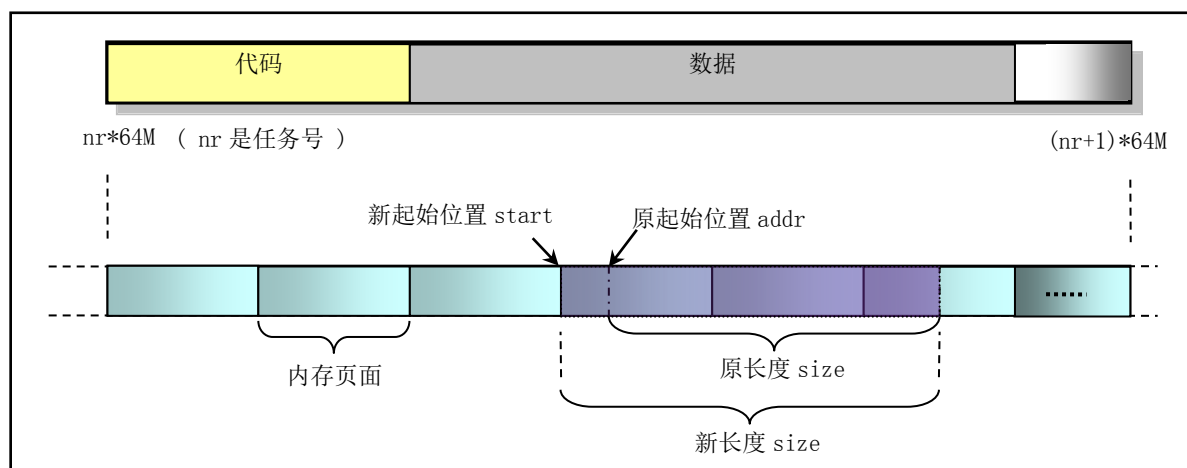 代码 数据
nr*64M ( nr 是任务号 ) (nr+1)*64M
新起始位置 start 原起始位置 addr
......
内存页面 原长度 size
新长度 size